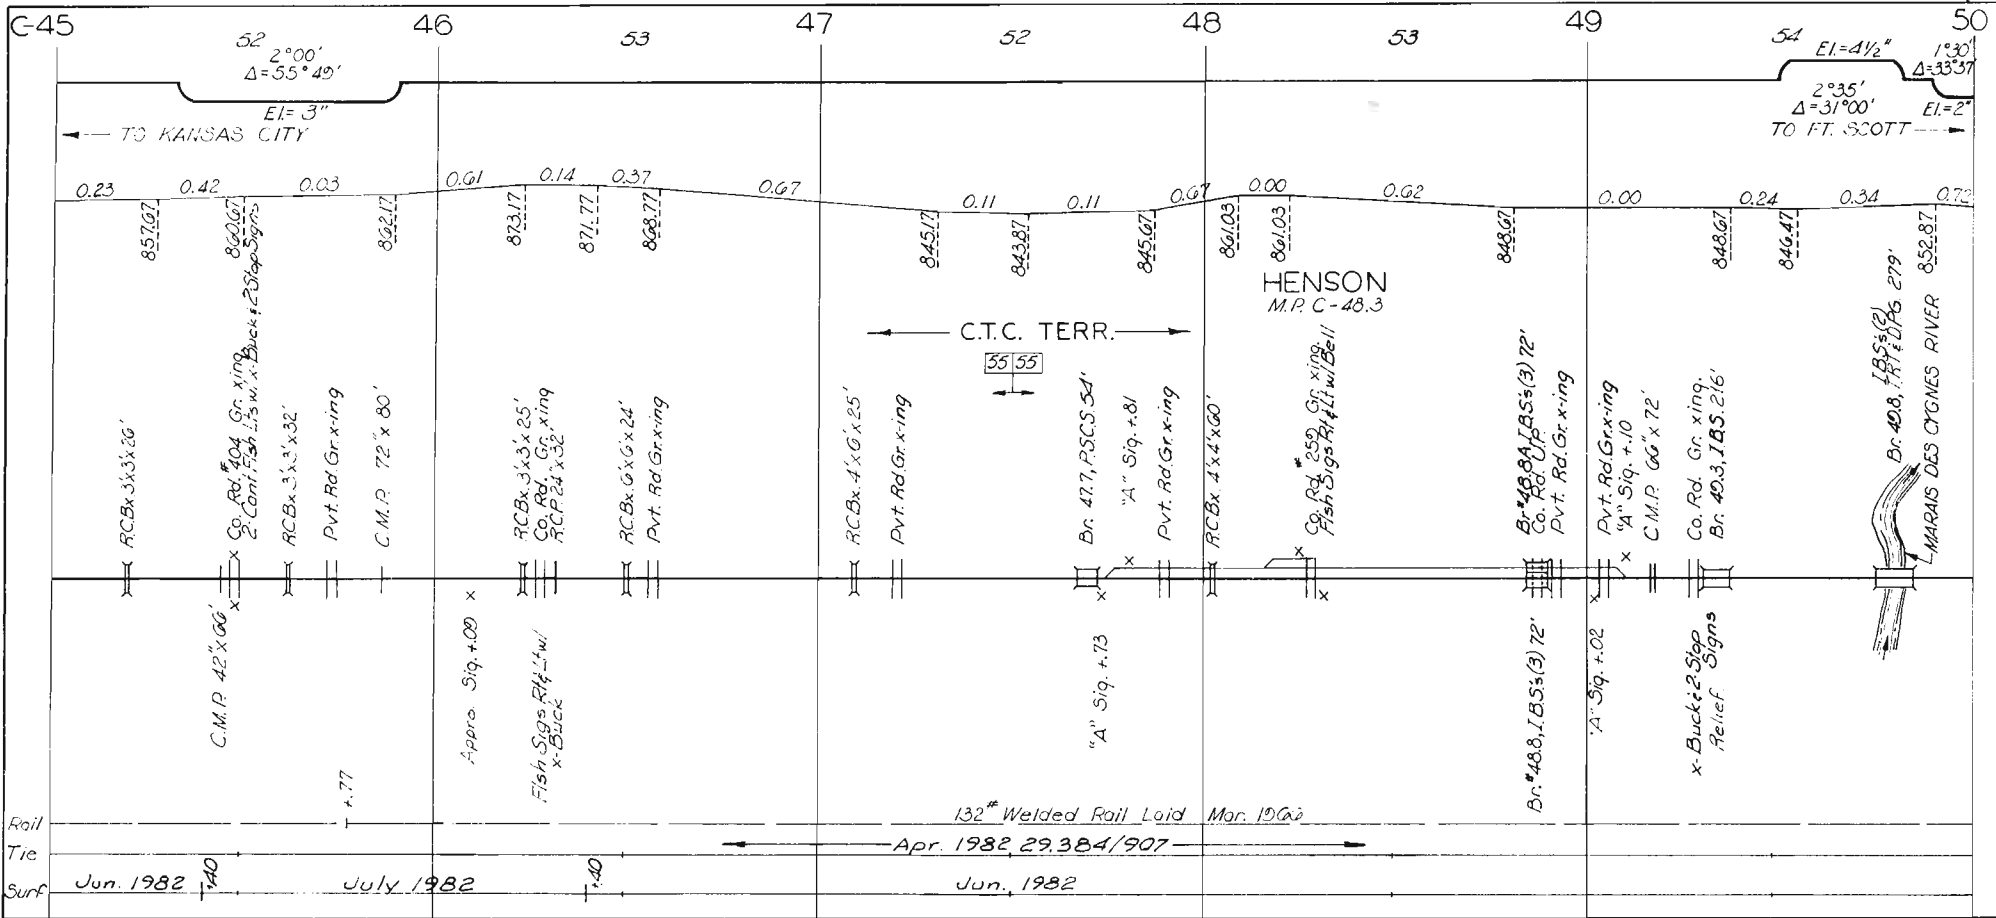 C-45 46 47 48 49 50
52 53 52 53 54
2°00'
Δ=55°49'
El.= 3"
El.=4½"
2°35'
Δ=31°00'
1°30'
Δ=33°37'
El.=2"
TO KANSAS CITY
TO FT. SCOTT
0.23 0.42 0.03 0.61 0.14 0.37 0.67 0.11 0.11 0.67 0.00 0.62 0.00 0.24 0.34 0.72
857.67 860.67 862.17 873.17 871.77 868.77 845.17 843.87 845.67 861.03 861.03 848.67 848.67 846.47 852.87
HENSON
M.P. C-48.3
C.T.C. TERR.
55 55
R.C.Bx. 3'x3'x26'
Co. Rd. #404 Gr. xing
2-Cant. Flsh Lts w/x-Buck & 2 Stop Signs
R.C.Bx. 3'x3'x32'
Pvt. Rd. Gr. x-ing
C.M.P. 72" x 80'
R.C.Bx. 3'x3'x25'
Co. Rd. Gr. xing
R.C.P. 24"x32'
R.C.Bx. 6'x6'x24'
Pvt. Rd. Gr. x-ing
R.C.Bx. 4'x6'x25'
Pvt. Rd. Gr. x-ing
Br. 47.7, P.S.C.S. 54'
"A" Sig. +.81
Pvt. Rd. Gr. x-ing
R.C.Bx. 4'x4'x60'
Co. Rd. #259 Gr. xing.
Flsh Sigs Rt & Lt w/Bell
Br. #48.8A, I.B.S.'s (3) 72'
Co. Rd. U.P.
Pvt. Rd. Gr. x-ing
Pvt. Rd. Gr. x-ing
"A" Sig. +.10
C.M.P. 66" x 72'
Co. Rd. Gr. xing.
Br. 49.3, I.B.S. 216'
I.B.S.'s (2)
Br. 49.8, T.R.T. & D.P.G. 279'
MARAIS DES CYGNES RIVER
C.M.P. 42"x66'
Appro. Sig. +.09
Flsh Sigs Rt & Lt w/
x-Buck
"A" Sig. +.73
Br. #48.8, I.B.S.'s (3) 72'
"A" Sig. +.02
x-Buck & 2 Stop
Relief Signs
+.77
Rail 132# Welded Rail Laid Mar. 1966
Tie Apr. 1982 29.384/907
Surf Jun. 1982 +.40 July 1982 +.40 Jun. 1982